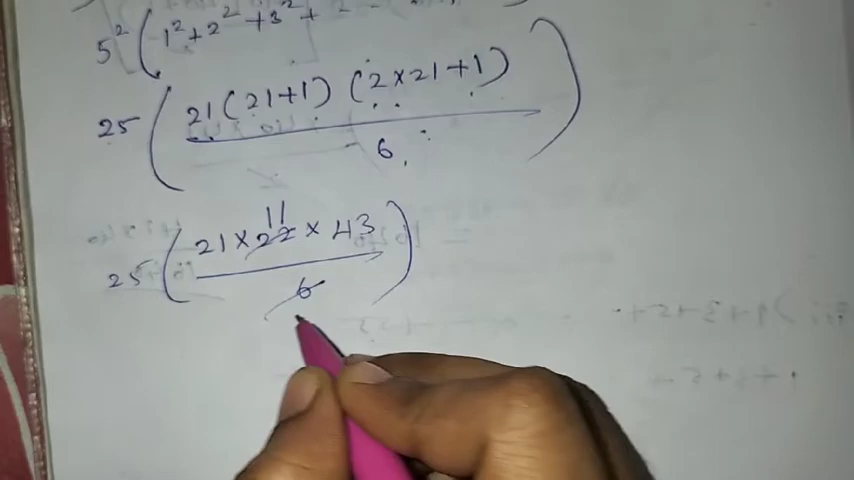 5² ( 1² + 2² + 3² +
25 ( 21 ( 21 + 1 ) ( 2 × 21 + 1 ) / 6 )
11
25 ( 21 × 22 × 43 / 6 )